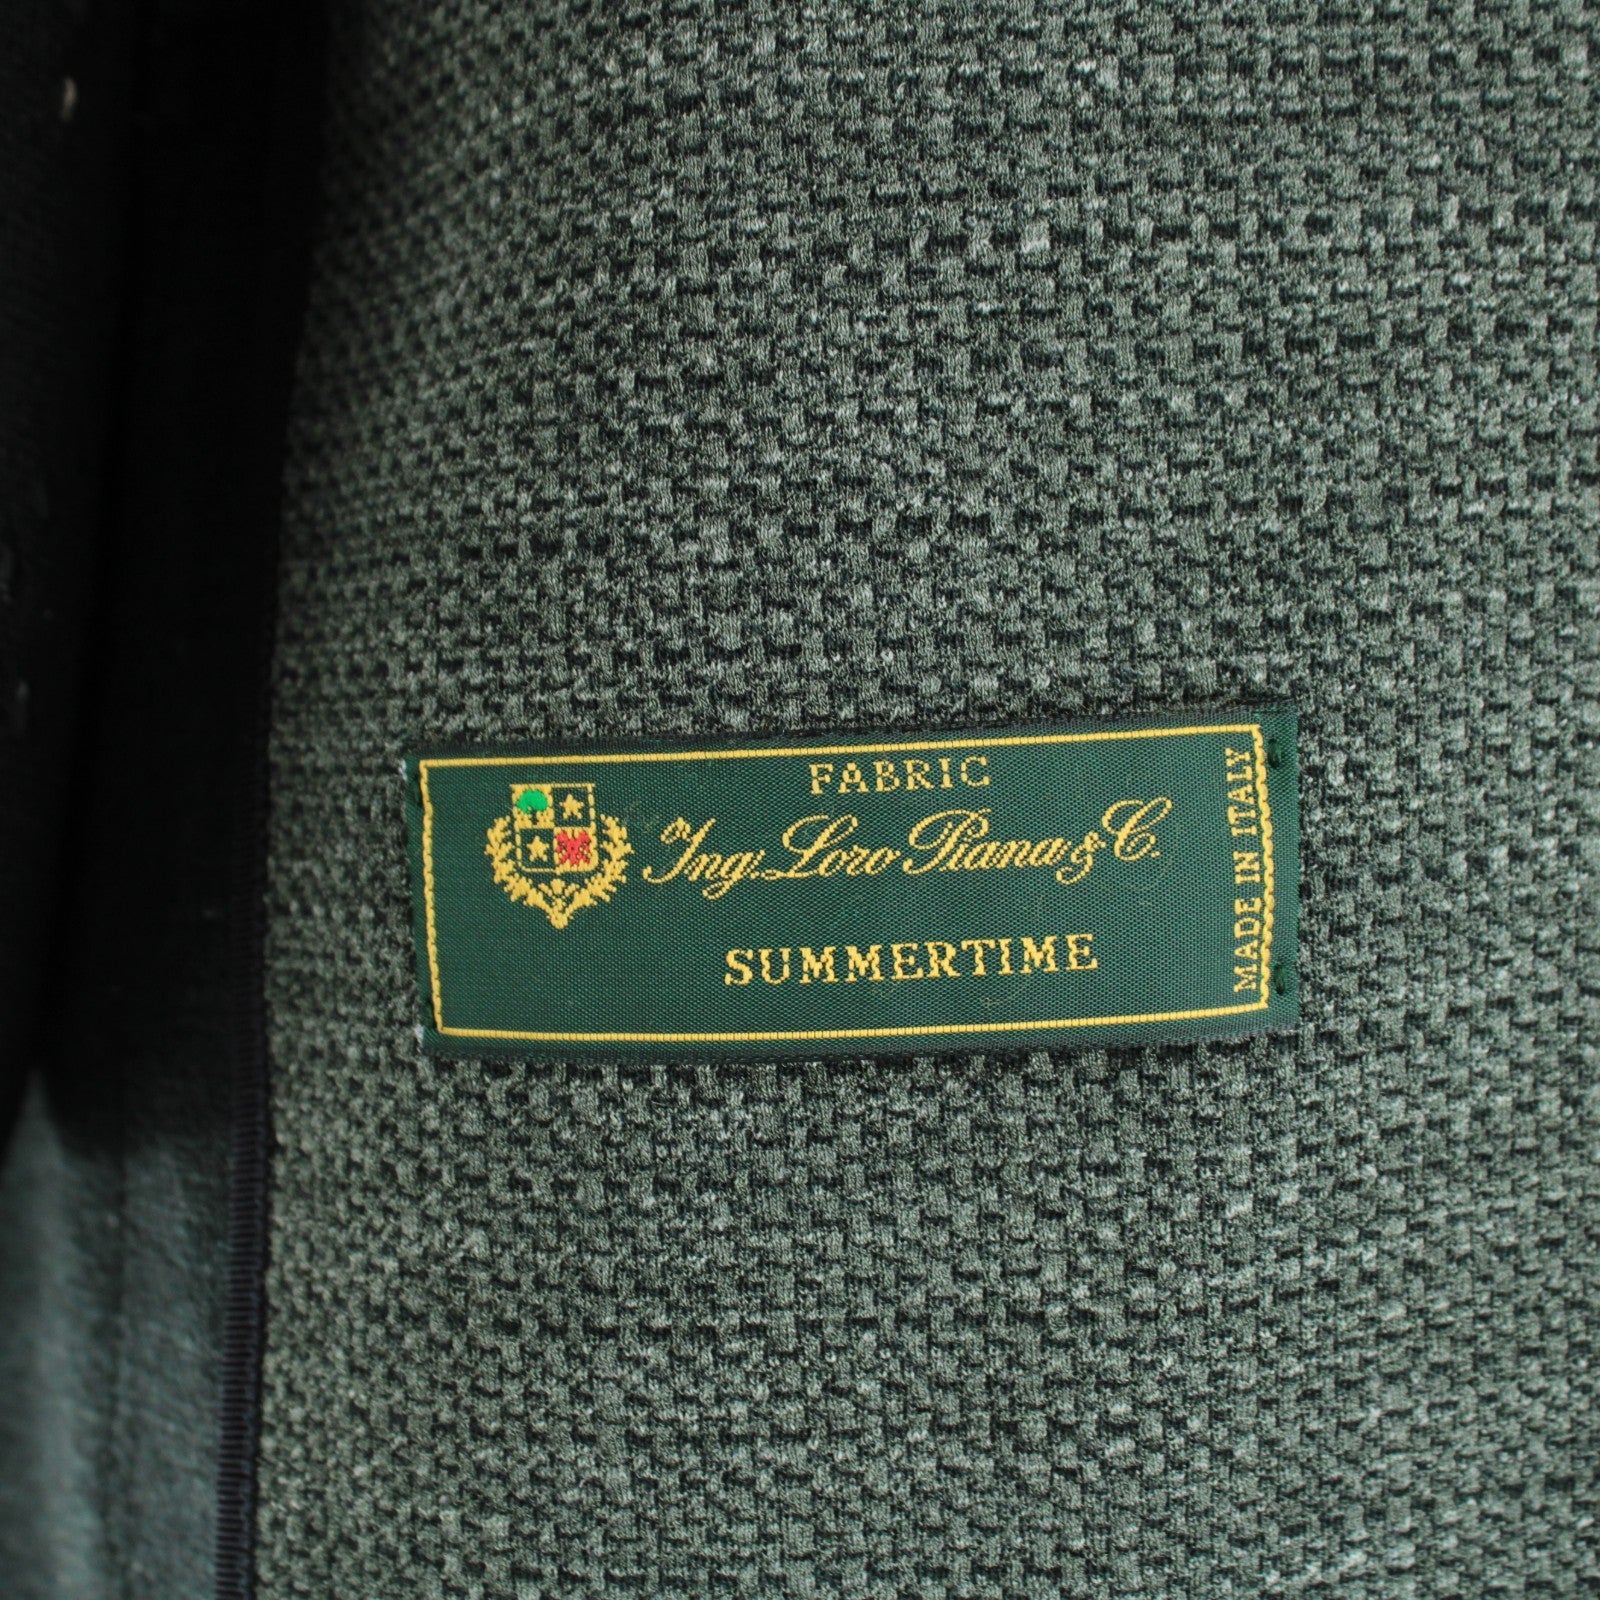 FABRIC
Ing. Loro Piana & C.
SUMMERTIME
MADE IN ITALY